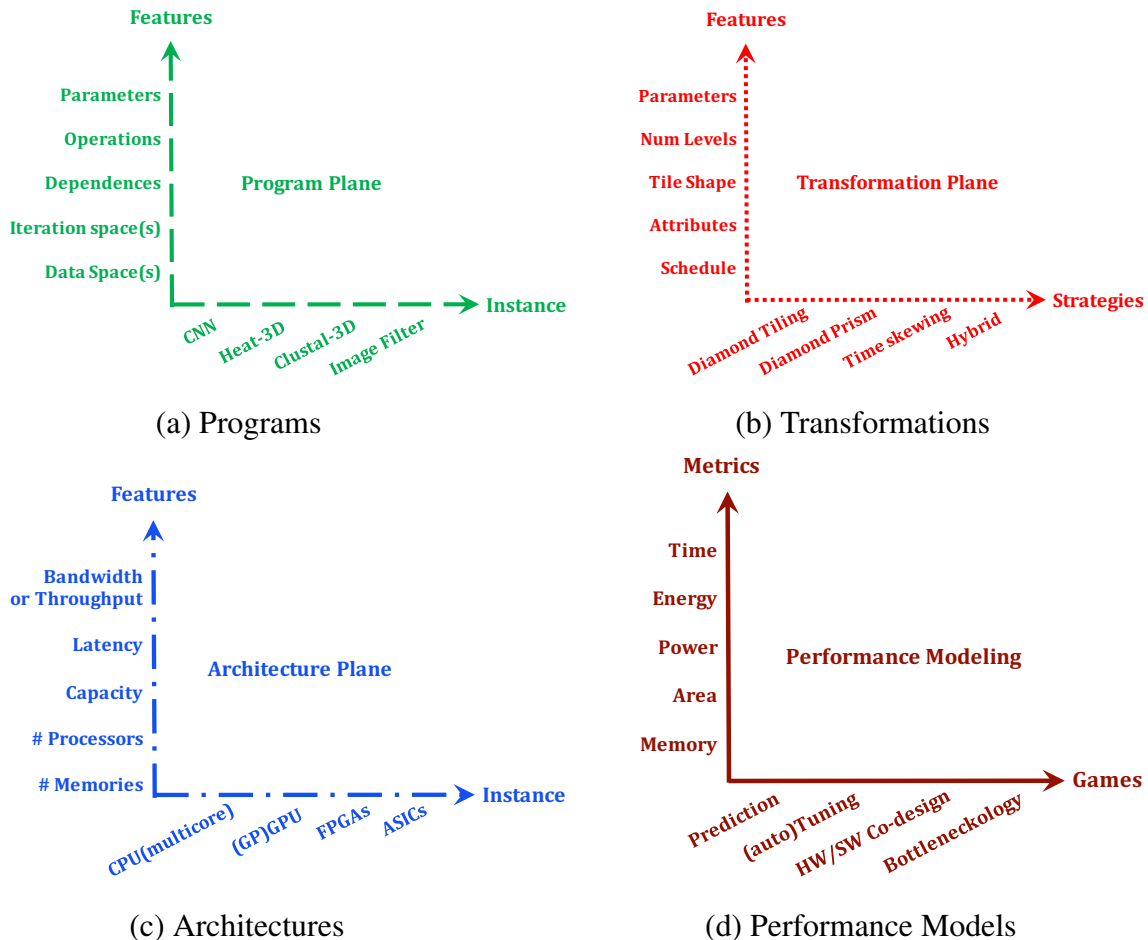 Features
Parameters
Operations
Dependences
Program Plane
Iteration space(s)
Data Space(s)
Instance
CNN
Heat-3D
Clustal-3D
Image Filter
(a) Programs
Features
Parameters
Num Levels
Tile Shape
Transformation Plane
Attributes
Schedule
Strategies
Diamond Tiling
Diamond Prism
Time skewing
Hybrid
(b) Transformations
Features
Bandwidth
or Throughput
Latency
Architecture Plane
Capacity
# Processors
# Memories
Instance
CPU(multicore)
(GP)GPU
FPGAs
ASICs
(c) Architectures
Metrics
Time
Energy
Power
Performance Modeling
Area
Memory
Games
Prediction
(auto)Tuning
HW/SW Co-design
Bottleneckology
(d) Performance Models